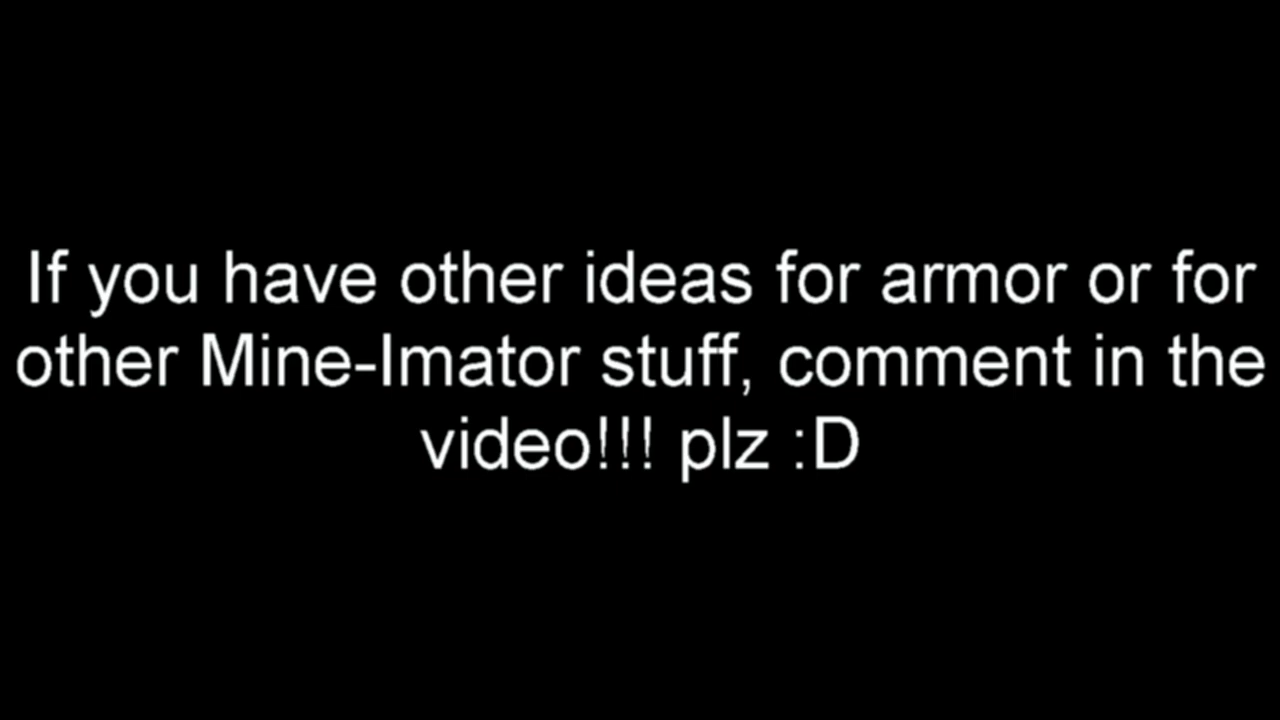 If you have other ideas for armor or for
other Mine-Imator stuff, comment in the
video!!! plz :D